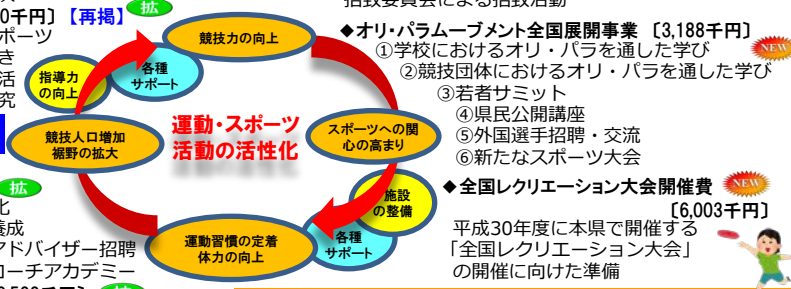 0千円〕【再掲】
ポーツ
き
活
究
拡
拡
化
養成
アドバイザー招聘
コーチアカデミー
競技力の向上
各種
サポート
指導力
の向上
競技人口増加
裾野の拡大
運動・スポーツ
活動の活性化
スポーツへの関
心の高まり
施設
の整備
各種
サポート
運動習慣の定着
体力の向上
招致委員会による招致活動
◆オリ・パラムーブメント全国展開事業 〔3,188千円〕
①学校におけるオリ・パラを通した学び
NEW
②競技団体におけるオリ・パラを通した学び
③若者サミット
④県民公開講座
⑤外国選手招聘・交流
⑥新たなスポーツ大会
◆全国レクリエーション大会開催費
NEW
〔6,003千円〕
平成30年度に本県で開催する
「全国レクリエーション大会」
の開催に向けた準備